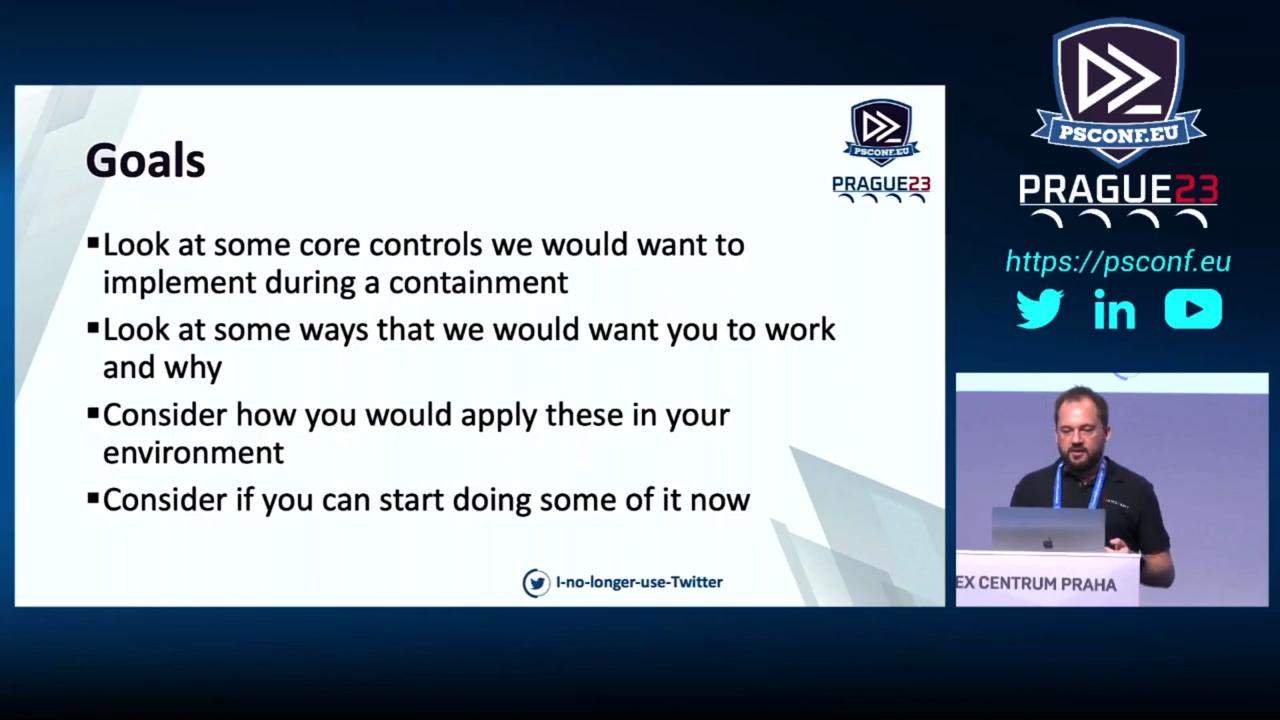 Goals
PSCONF.EU
PRAGUE23
▪Look at some core controls we would want to
implement during a containment
▪Look at some ways that we would want you to work
and why
▪Consider how you would apply these in your
environment
▪Consider if you can start doing some of it now
I-no-longer-use-Twitter
PSCONF.EU
PRAGUE23
https://psconf.eu
in
EX CENTRUM PRAHA